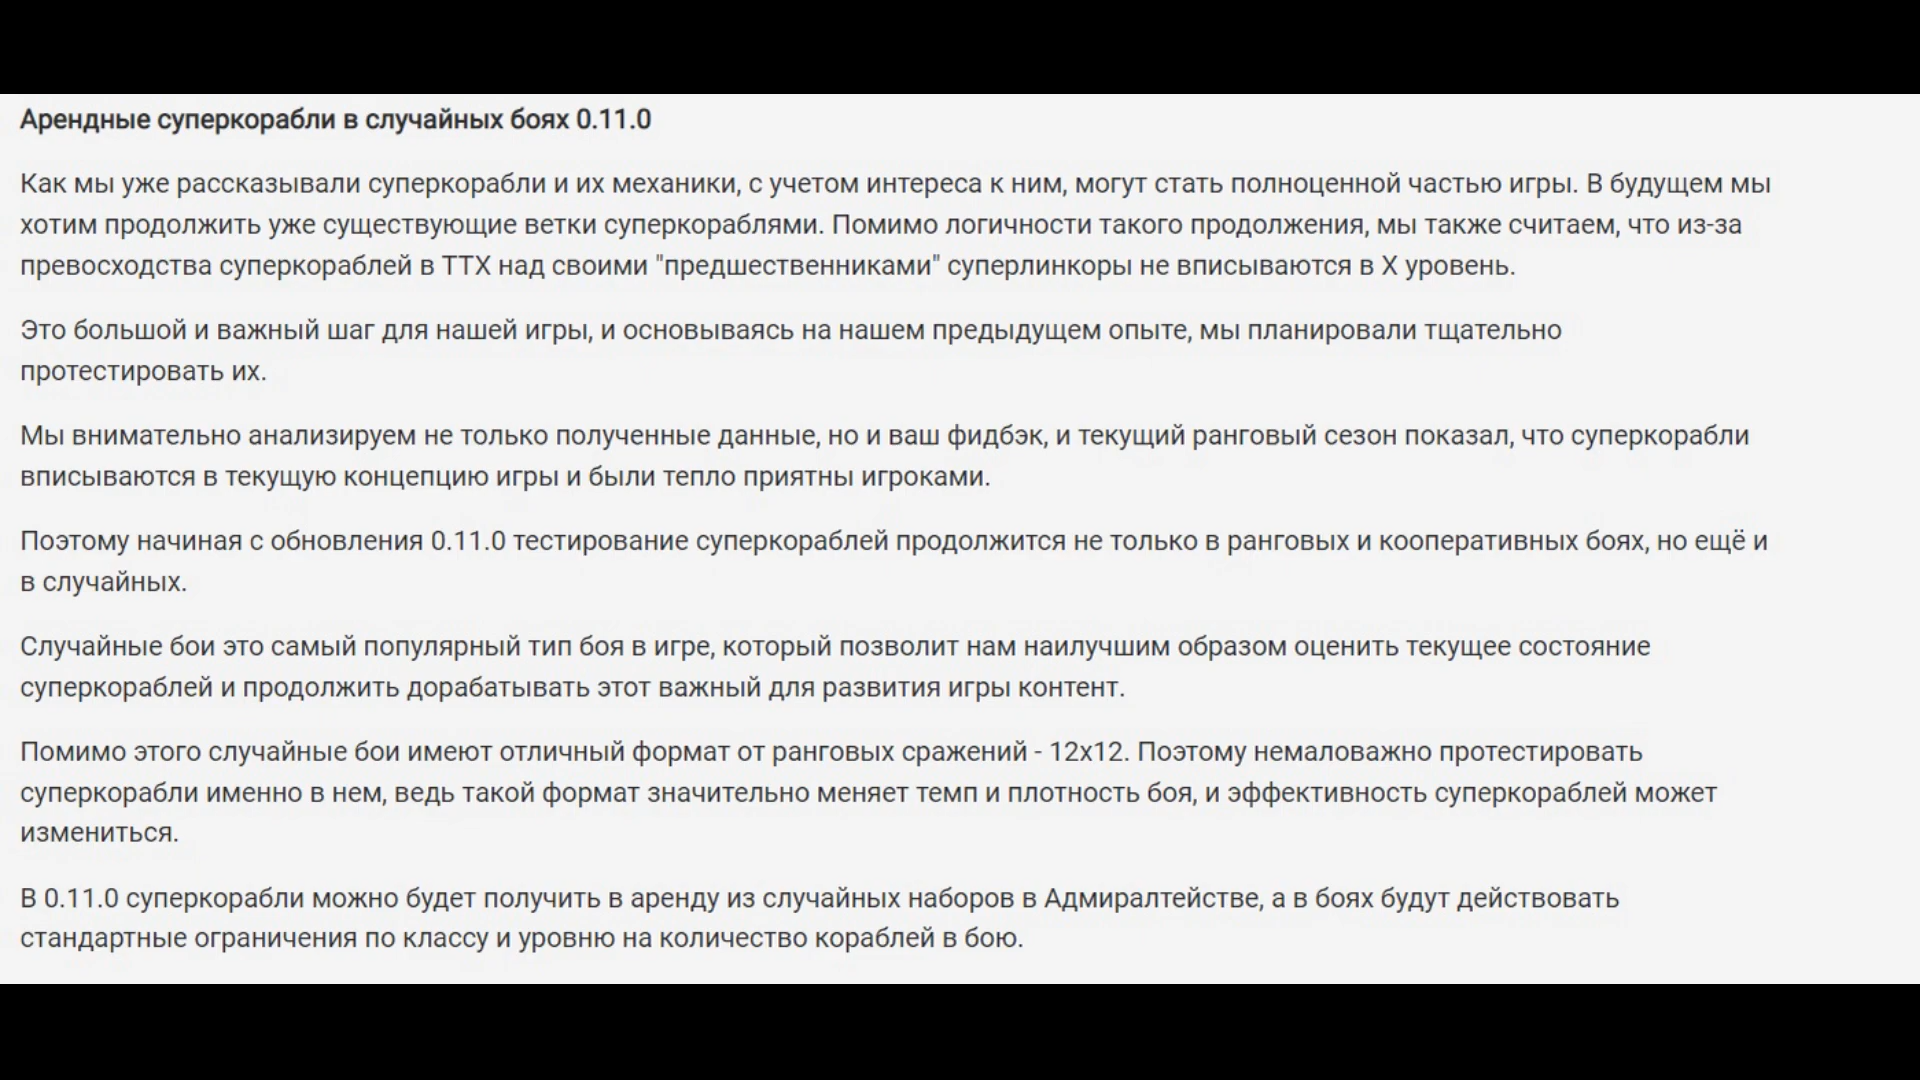 Арендные суперкорабли в случайных боях 0.11.0
Как мы уже рассказывали суперкорабли и их механики, с учетом интереса к ним, могут стать полноценной частью игры. В будущем мы
хотим продолжить уже существующие ветки суперкораблями. Помимо логичности такого продолжения, мы также считаем, что из-за
превосходства суперкораблей в ТТХ над своими "предшественниками" суперлинкоры не вписываются в X уровень.
Это большой и важный шаг для нашей игры, и основываясь на нашем предыдущем опыте, мы планировали тщательно
протестировать их.
Мы внимательно анализируем не только полученные данные, но и ваш фидбэк, и текущий ранговый сезон показал, что суперкорабли
вписываются в текущую концепцию игры и были тепло приятны игроками.
Поэтому начиная с обновления 0.11.0 тестирование суперкораблей продолжится не только в ранговых и кооперативных боях, но ещё и
в случайных.
Случайные бои это самый популярный тип боя в игре, который позволит нам наилучшим образом оценить текущее состояние
суперкораблей и продолжить дорабатывать этот важный для развития игры контент.
Помимо этого случайные бои имеют отличный формат от ранговых сражений - 12х12. Поэтому немаловажно протестировать
суперкорабли именно в нем, ведь такой формат значительно меняет темп и плотность боя, и эффективность суперкораблей может
измениться.
В 0.11.0 суперкорабли можно будет получить в аренду из случайных наборов в Адмиралтействе, а в боях будут действовать
стандартные ограничения по классу и уровню на количество кораблей в бою.